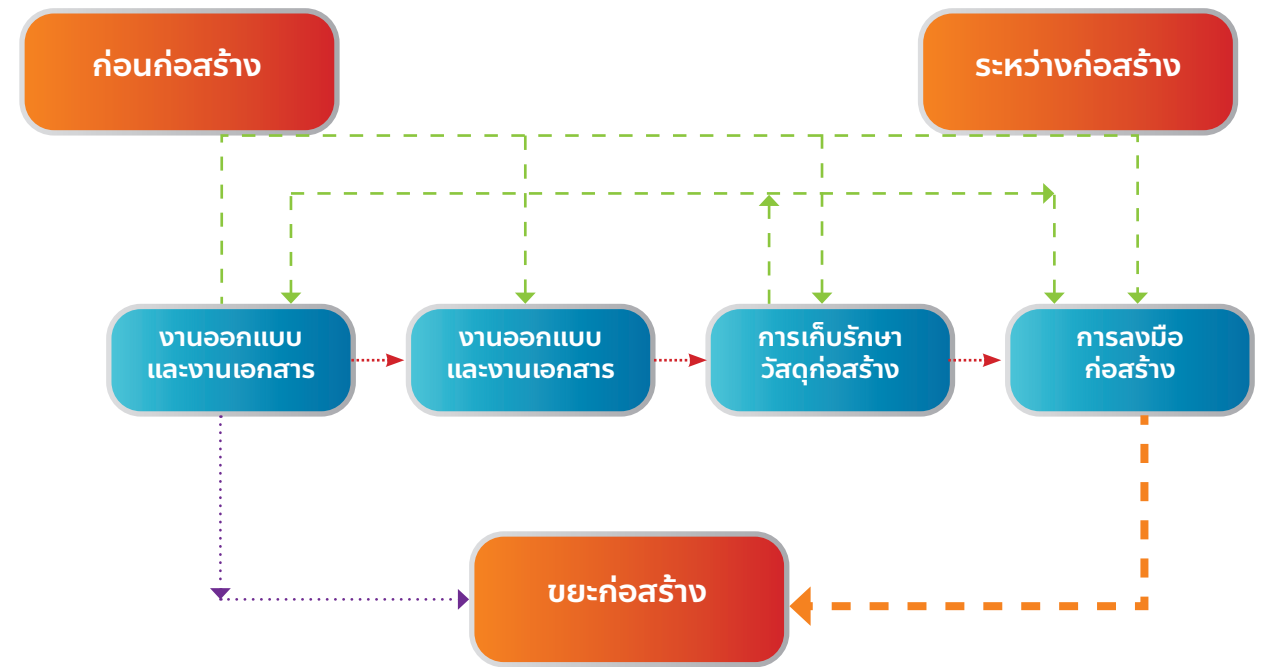 ก่อนก่อสร้าง
ระหว่างก่อสร้าง
งานออกแบบ
และงานเอกสาร
งานออกแบบ
และงานเอกสาร
การเก็บรักษา
วัสดุก่อสร้าง
การลงมือ
ก่อสร้าง
ขยะก่อสร้าง